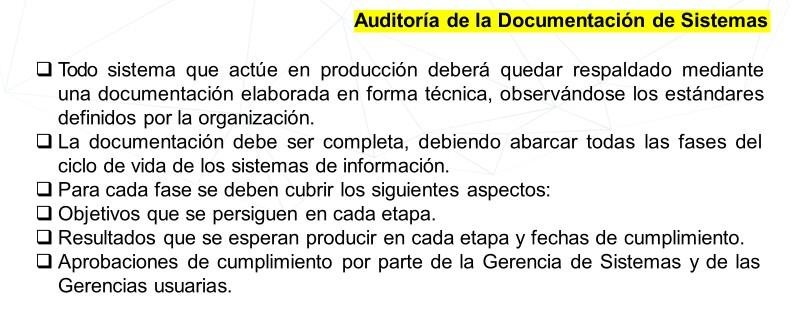 Auditoría de la Documentación de Sistemas
❑ Todo sistema que actúe en producción deberá quedar respaldado mediante
una documentación elaborada en forma técnica, observándose los estándares
definidos por la organización.
❑ La documentación debe ser completa, debiendo abarcar todas las fases del
ciclo de vida de los sistemas de información.
❑ Para cada fase se deben cubrir los siguientes aspectos:
❑ Objetivos que se persiguen en cada etapa.
❑ Resultados que se esperan producir en cada etapa y fechas de cumplimiento.
❑ Aprobaciones de cumplimiento por parte de la Gerencia de Sistemas y de las
Gerencias usuarias.